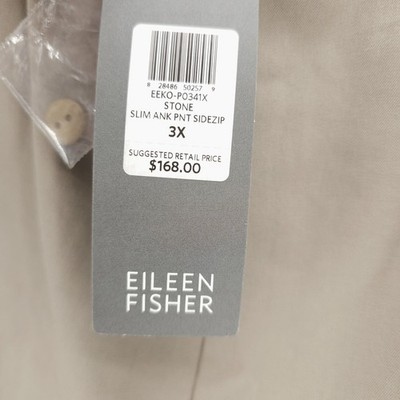 9 28486 50257 9
EEKO-P0341X
STONE
SLIM ANK PNT SIDEZIP
3X
SUGGESTED RETAIL PRICE
$168.00
EILEEN
FISHER